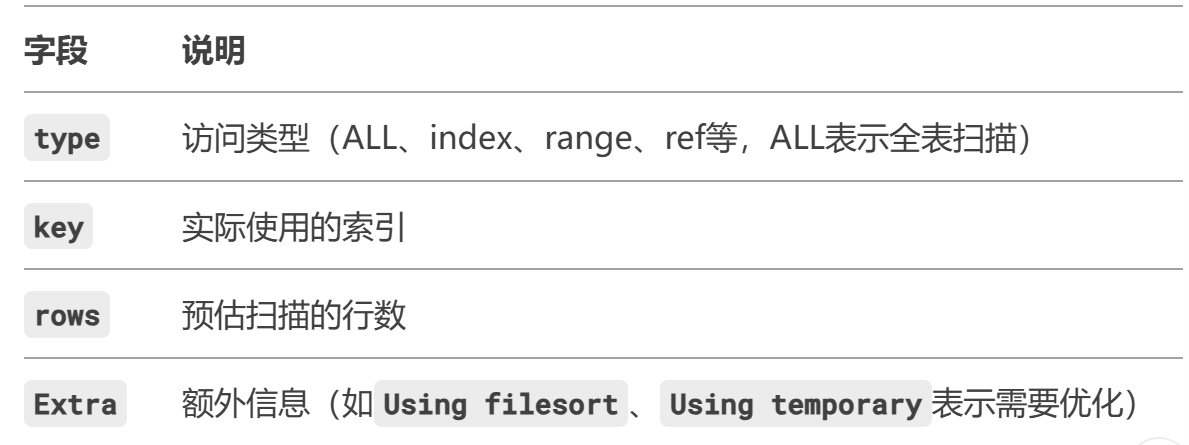 字段 说明
type 访问类型（ALL、index、range、ref等，ALL表示全表扫描）
key 实际使用的索引
rows 预估扫描的行数
Extra 额外信息（如 Using filesort 、 Using temporary 表示需要优化）